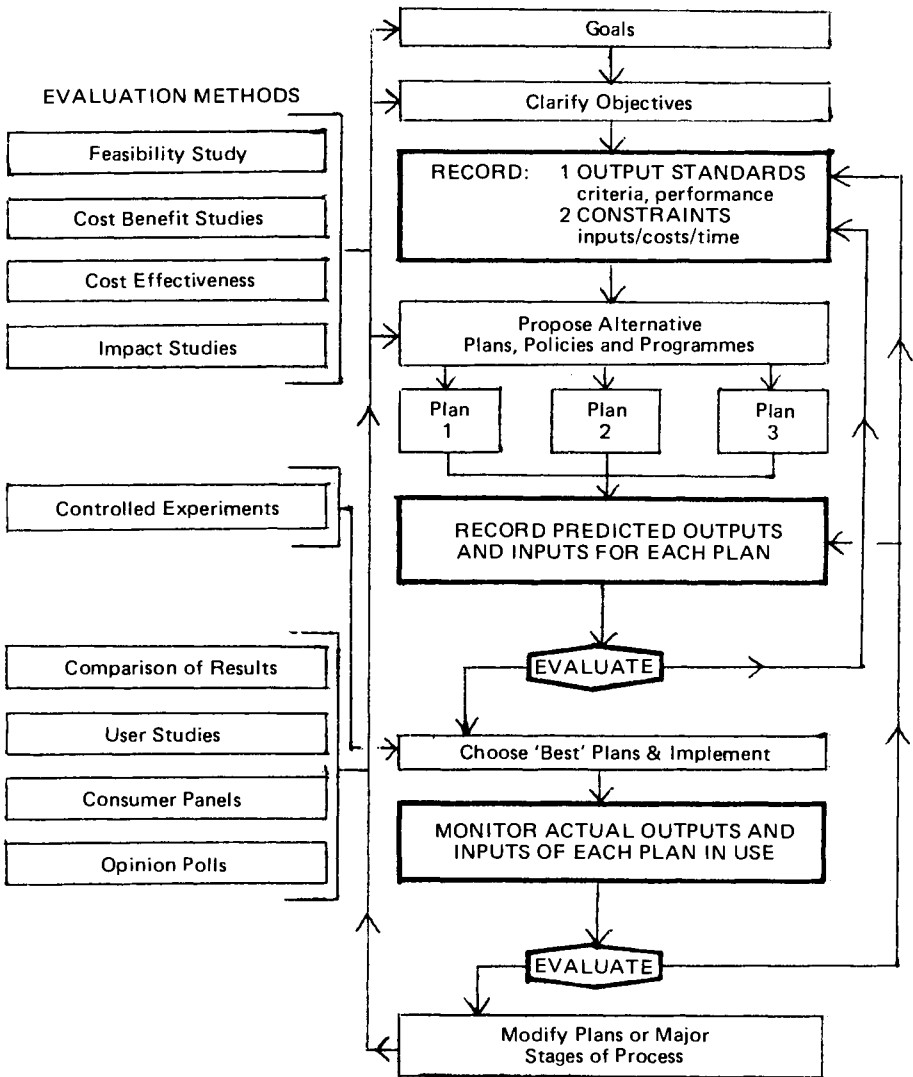 Goals
EVALUATION METHODS
Clarify Objectives
Feasibility Study
RECORD: 1 OUTPUT STANDARDS
criteria, performance
2 CONSTRAINTS
inputs/costs/time
Cost Benefit Studies
Cost Effectiveness
Impact Studies
Propose Alternative
Plans, Policies and Programmes
Plan
1
Plan
2
Plan
3
Controlled Experiments
RECORD PREDICTED OUTPUTS
AND INPUTS FOR EACH PLAN
EVALUATE
Comparison of Results
User Studies
Consumer Panels
Opinion Polls
Choose 'Best' Plans & Implement
MONITOR ACTUAL OUTPUTS AND
INPUTS OF EACH PLAN IN USE
EVALUATE
Modify Plans or Major
Stages of Process